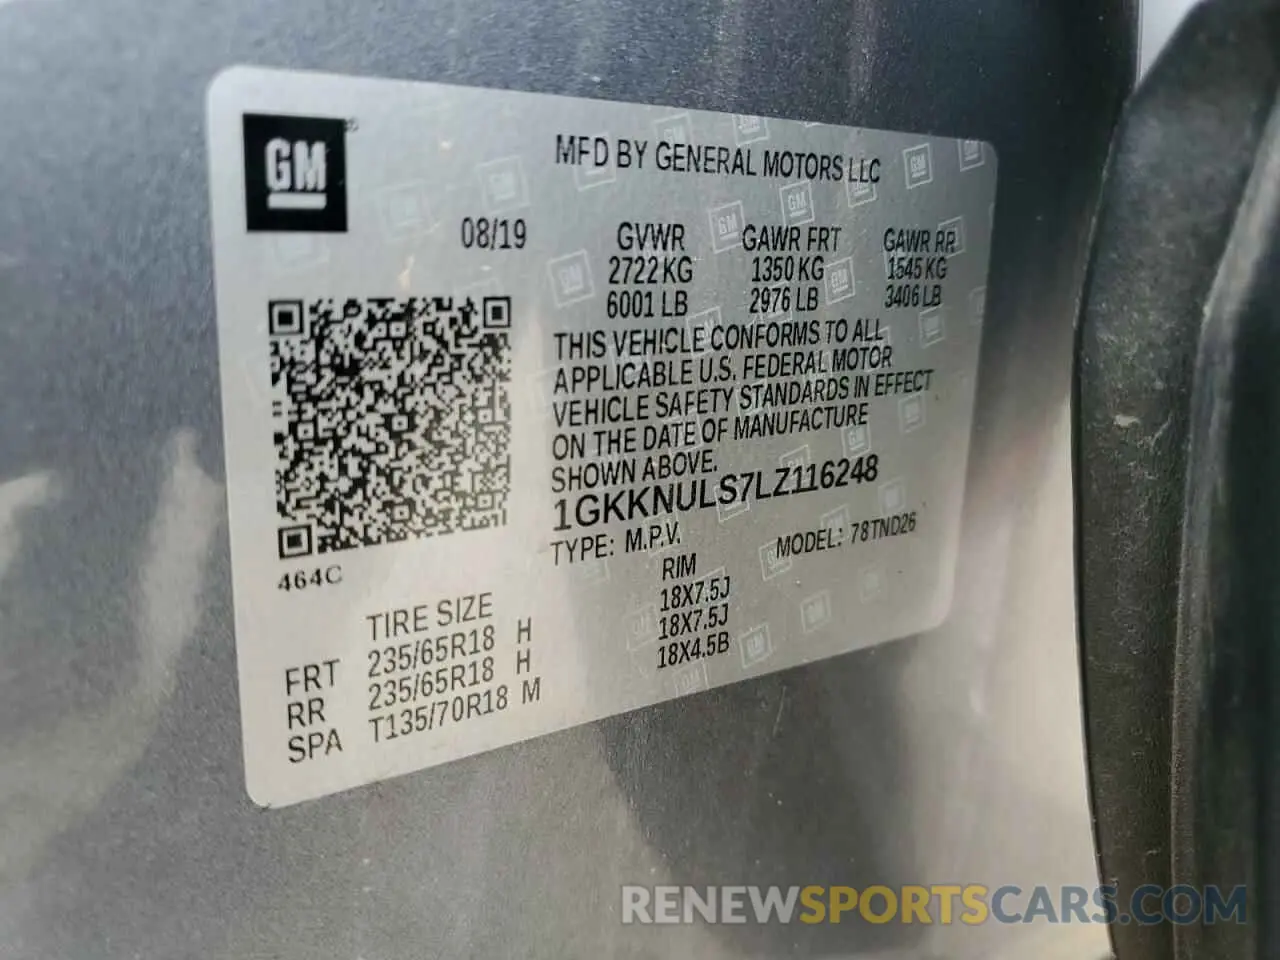 GM
MFD BY GENERAL MOTORS LLC
08/19
GVWR GAWR FRT GAWR RR
2722 KG 1350 KG 1545 KG
6001 LB 2976 LB 3406 LB
THIS VEHICLE CONFORMS TO ALL
APPLICABLE U.S. FEDERAL MOTOR
VEHICLE SAFETY STANDARDS IN EFFECT
ON THE DATE OF MANUFACTURE
SHOWN ABOVE.
1GKKNULS7LZ116248
TYPE: M.P.V. MODEL: 78TND26
464C
TIRE SIZE RIM
FRT 235/65R18 H 18X7.5J
RR 235/65R18 H 18X7.5J
SPA T135/70R18 M 18X4.5B
RENEWSPORTSCARS.COM